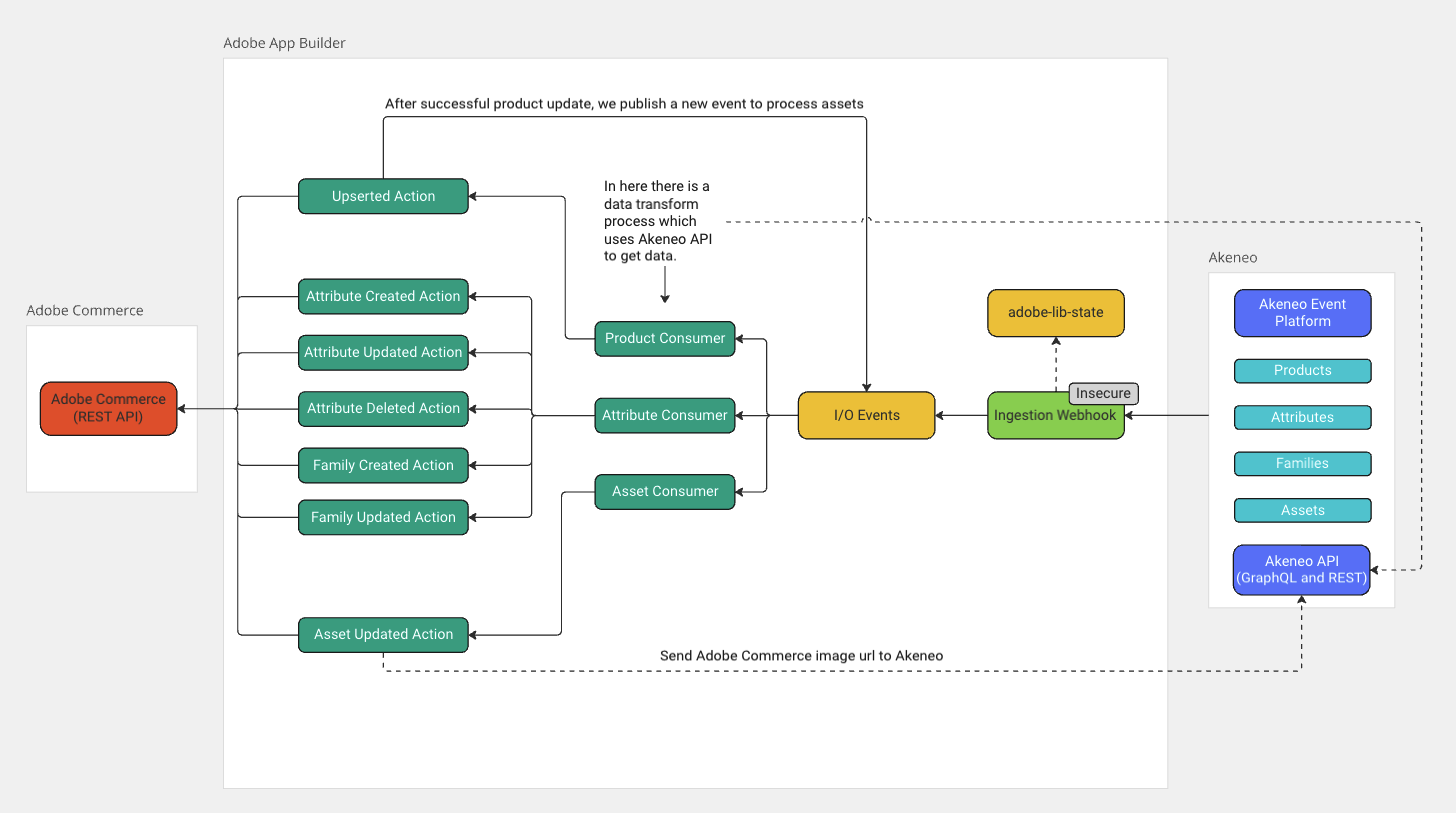 Adobe App Builder
After successful product update, we publish a new event to process assets
Upserted Action
In here there is a
data transform
process which
uses Akeneo API
to get data.
Akeneo
Attribute Created Action
Akeneo Event
Platform
Adobe Commerce
adobe-lib-state
Attribute Updated Action
Product Consumer
Products
Adobe Commerce
(REST API)
Attribute Deleted Action
Attribute Consumer
I/O Events
Insecure
Ingestion Webhook
Attributes
Family Created Action
Families
Asset Consumer
Family Updated Action
Assets
Akeneo API
(GraphQL and REST)
Asset Updated Action
Send Adobe Commerce image url to Akeneo